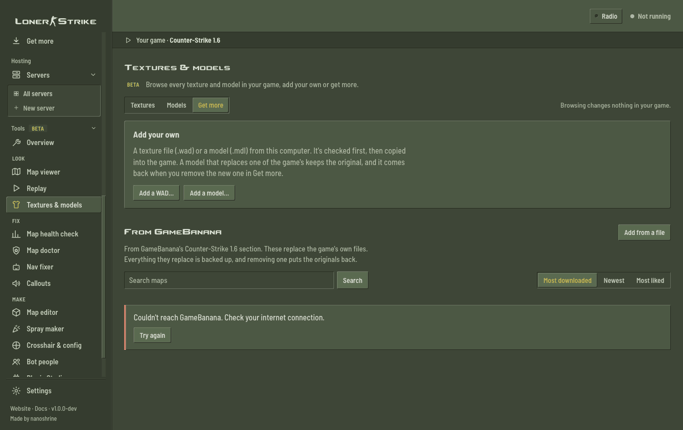 LONERSTRIKE
Get more
Hosting
Servers
All servers
+ New server
Tools BETA
Overview
LOOK
Map viewer
Replay
Textures & models
FIX
Map health check
Map doctor
Nav fixer
Callouts
MAKE
Map editor
Spray maker
Crosshair & config
Bot people
Settings
Website · Docs · v1.0.0-dev
Made by nanoshrine
Radio
Not running
Your game · Counter-Strike 1.6
TEXTURES & MODELS
BETA Browse every texture and model in your game, add your own or get more.
Textures Models Get more
Browsing changes nothing in your game.
Add your own
A texture file (.wad) or a model (.mdl) from this computer. It's checked first, then copied
into the game. A model that replaces one of the game's keeps the original, and it comes
back when you remove the new one in Get more.
Add a WAD... Add a model...
FROM GAMEBANANA
Add from a file
From GameBanana's Counter-Strike 1.6 section. These replace the game's own files.
Everything they replace is backed up, and removing one puts the originals back.
Search maps
Search
Most downloaded Newest Most liked
Couldn't reach GameBanana. Check your internet connection.
Try again